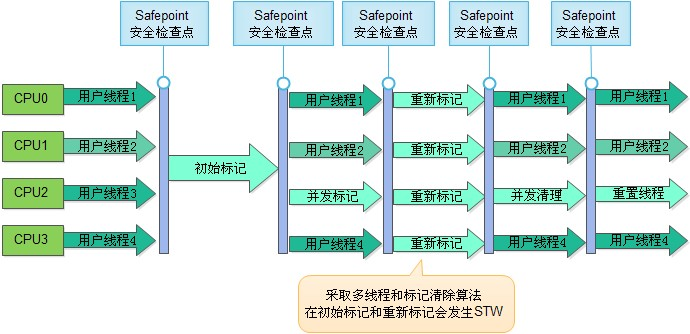 Safepoint
安全检查点
Safepoint
安全检查点
Safepoint
安全检查点
Safepoint
安全检查点
Safepoint
安全检查点
CPU0
用户线程1
用户线程1
重新标记
用户线程1
用户线程1
CPU1
用户线程2
用户线程2
重新标记
用户线程2
用户线程2
初始标记
CPU2
用户线程3
并发标记
重新标记
并发清理
重置线程
CPU3
用户线程4
用户线程4
重新标记
用户线程4
用户线程4
采取多线程和标记清除算法
在初始标记和重新标记会发生STW